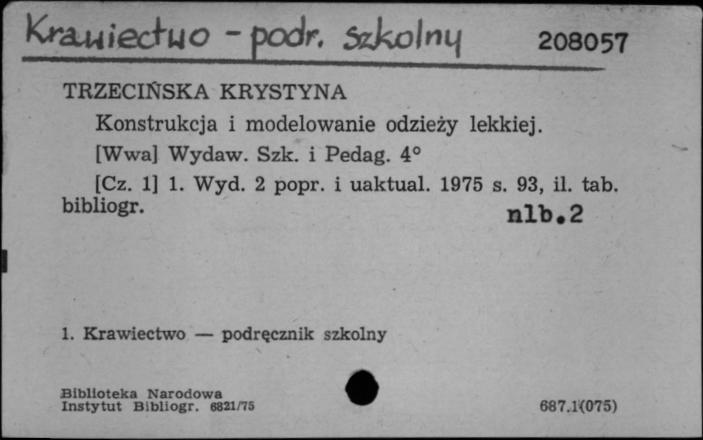 Krawiectwo - podr. szkolny 208057
TRZECIŃSKA KRYSTYNA
Konstrukcja i modelowanie odzieży lekkiej.
[Wwa] Wydaw. Szk. i Pedag. 4°
[Cz. 1] 1. Wyd. 2 popr. i uaktual. 1975 s. 93, il. tab.
bibliogr. nlb.2
1. Krawiectwo — podręcznik szkolny
Biblioteka Narodowa
Instytut Bibliogr. 6821/75 687.1(075)